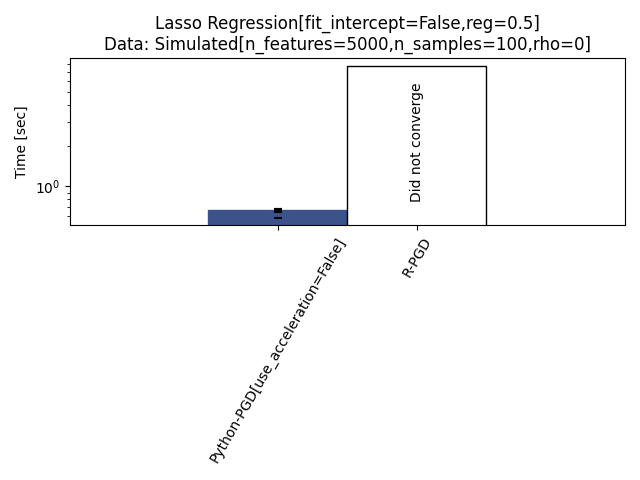 Lasso Regression[fit_intercept=False,reg=0.5]
Data: Simulated[n_features=5000,n_samples=100,rho=0]
Time [sec]
10⁰
Did not converge
Python-PGD[use_acceleration=False]
R-PGD